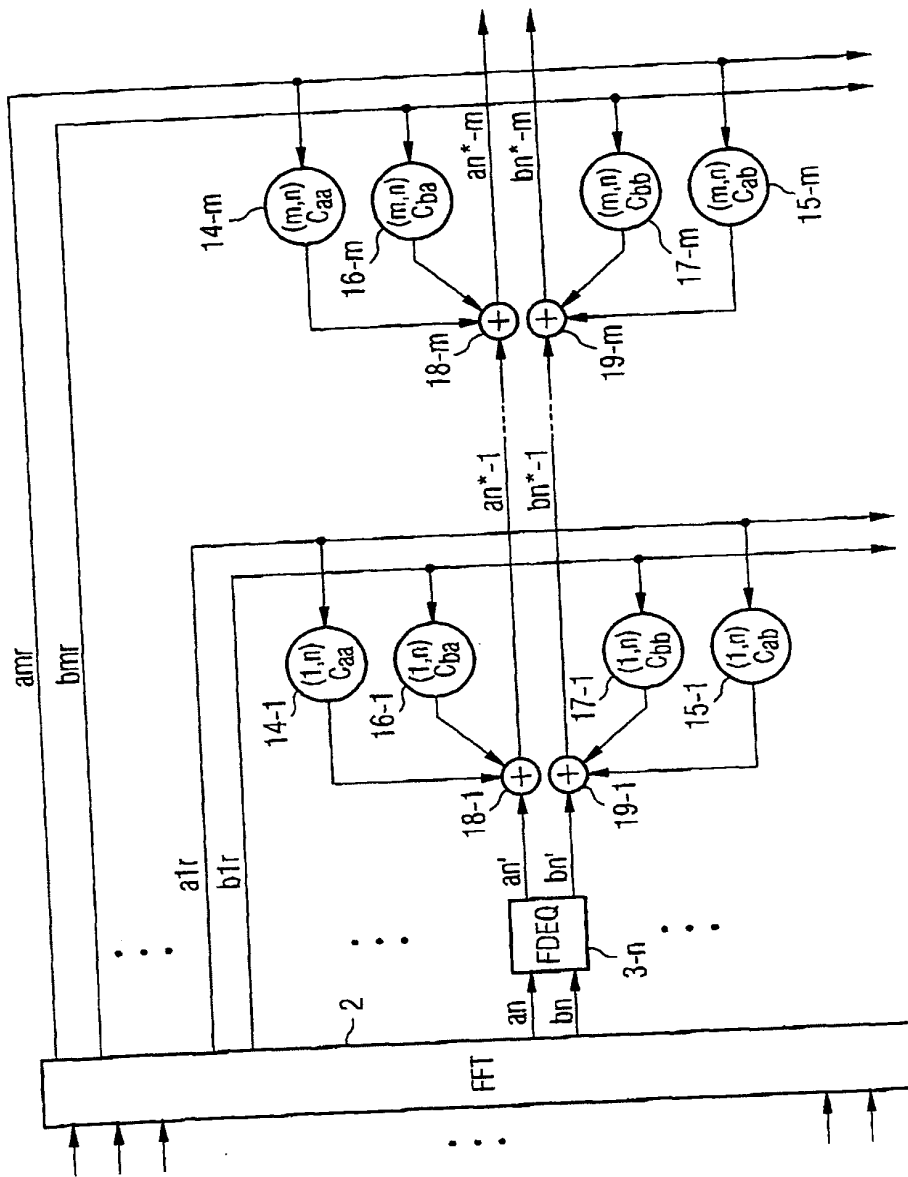 amr
bmr
a1r
b1r
14-m
(m,n)
Caa
16-m
(m,n)
Cba
an*-m
bn*-m
18-m
+
+
19-m
(m,n)
Cbb
17-m
(m,n)
Cab
15-m
an*-1
bn*-1
14-1
(1,n)
Caa
16-1
(1,n)
Cba
18-1
+
+
19-1
(1,n)
Cbb
17-1
(1,n)
Cab
15-1
an'
bn'
FDEQ
3-n
an
bn
2
FFT